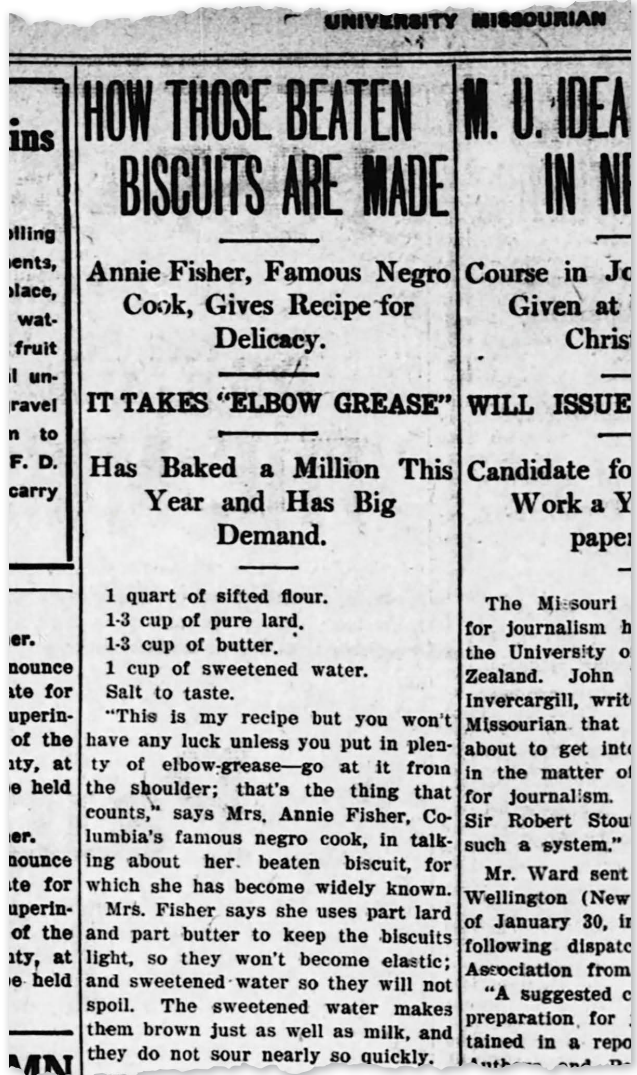 UNIVERSITY MISSOURIAN
ins
olling
ents,
place,
wat-
fruit
un-
ravel
n to
F. D.
carry
er.
nounce
ate for
uperin-
of the
nty, at
e held
er.
nounce
te for
uperin-
of the
nty, at
e held
MN
HOW THOSE BEATEN
BISCUITS ARE MADE
Annie Fisher, Famous Negro
Cook, Gives Recipe for
Delicacy.
IT TAKES "ELBOW GREASE"
Has Baked a Million This
Year and Has Big
Demand.
1 quart of sifted flour.
1-3 cup of pure lard.
1-3 cup of butter.
1 cup of sweetened water.
Salt to taste.
"This is my recipe but you won't
have any luck unless you put in plen-
ty of elbow-grease—go at it from
the shoulder; that's the thing that
counts," says Mrs. Annie Fisher, Co-
lumbia's famous negro cook, in talk-
ing about her beaten biscuit, for
which she has become widely known.
Mrs. Fisher says she uses part lard
and part butter to keep the biscuits
light, so they won't become elastic;
and sweetened water so they will not
spoil. The sweetened water makes
them brown just as well as milk, and
they do not sour nearly so quickly.
M. U. IDEA
IN NE
Course in Jo
Given at
Chris
WILL ISSUE
Candidate fo
Work a Y
paper
The Missouri
for journalism h
the University o
Zealand. John
Invercargill, writ
Missourian that
about to get into
in the matter of
for journalism.
Sir Robert Stou
such a system."
Mr. Ward sent
Wellington (New
of January 30, in
following dispatc
Association from
"A suggested c
preparation for
tained in a repo